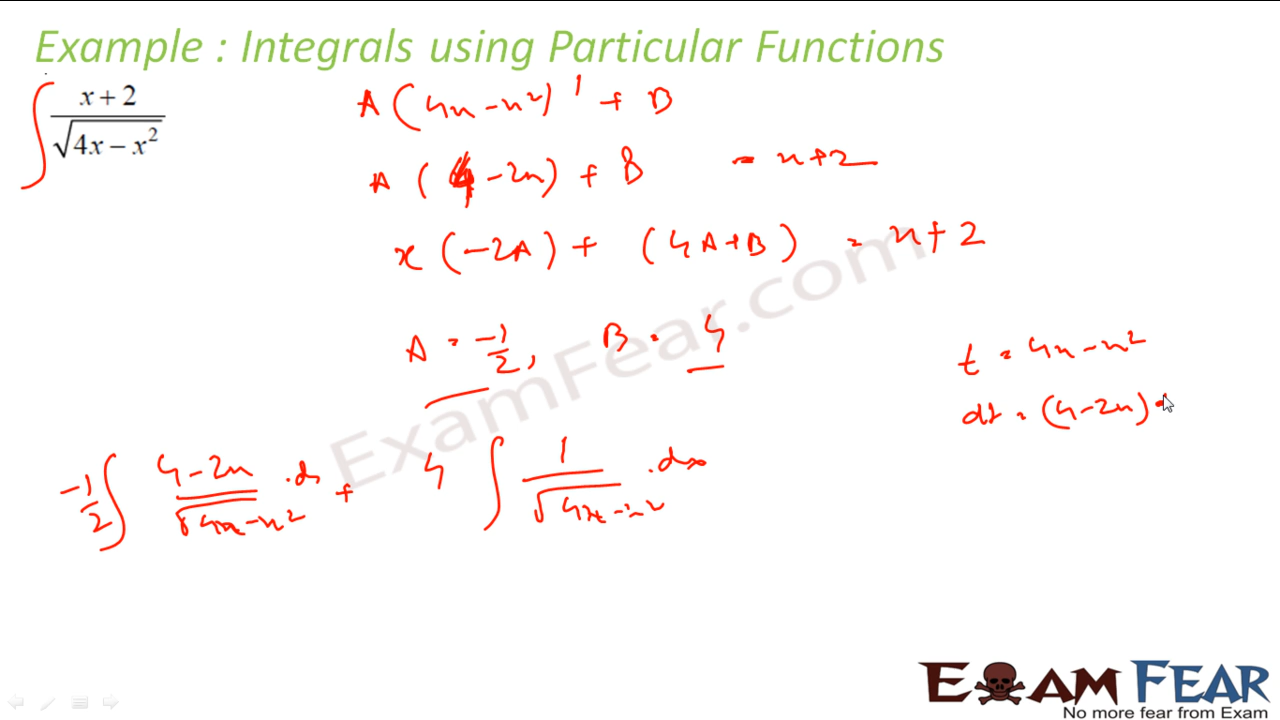 Example : Integrals using Particular Functions
∫ x + 2 / √4x − x²
A (4x − x²)' + B
A (4 − 2x) + B = x + 2
x (−2A) + (4A + B) = x + 2
A = −1/2, B = 4
t = 4x − x²
dt = (4 − 2x)
−1/2 ∫ 4 − 2x / √4x − x² . dx + 4 ∫ 1 / √4x − x² . dx
ExamFear.com
EXAM FEAR
No more fear from Exam